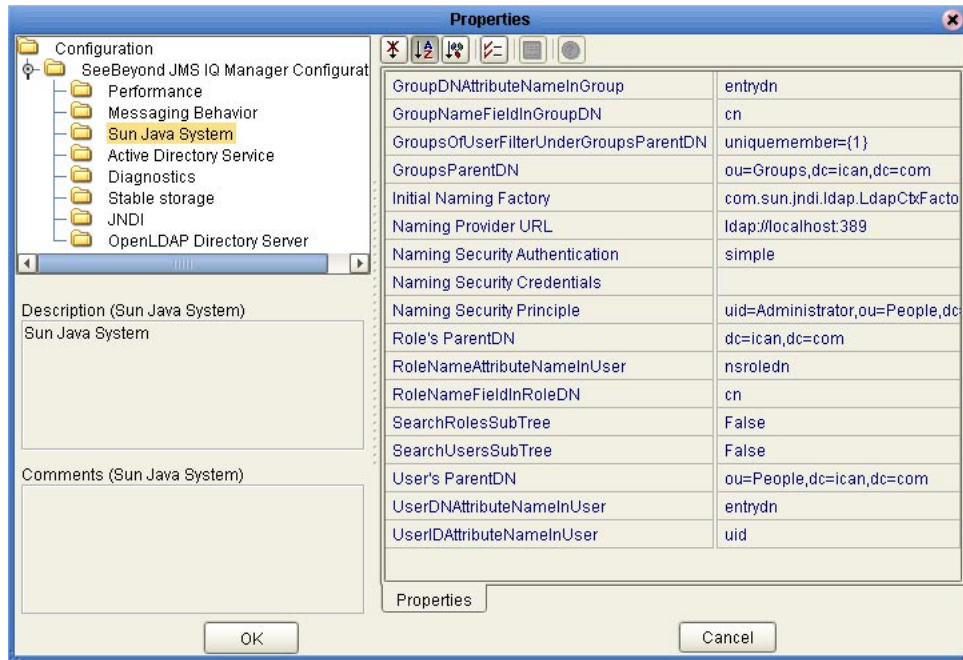 Properties
Configuration
SeeBeyond JMS IQ Manager Configurat
Performance
Messaging Behavior
Sun Java System
Active Directory Service
Diagnostics
Stable storage
JNDI
OpenLDAP Directory Server
Description (Sun Java System)
Sun Java System
Comments (Sun Java System)
GroupDNAttributeNameInGroup entrydn
GroupNameFieldInGroupDN cn
GroupsOfUserFilterUnderGroupsParentDN uniquemember={1}
GroupsParentDN ou=Groups,dc=ican,dc=com
Initial Naming Factory com.sun.jndi.ldap.LdapCtxFacto
Naming Provider URL ldap://localhost:389
Naming Security Authentication simple
Naming Security Credentials
Naming Security Principle uid=Administrator,ou=People,dc
Role's ParentDN dc=ican,dc=com
RoleNameAttributeNameInUser nsroledn
RoleNameFieldInRoleDN cn
SearchRolesSubTree False
SearchUsersSubTree False
User's ParentDN ou=People,dc=ican,dc=com
UserDNAttributeNameInUser entrydn
UserIDAttributeNameInUser uid
Properties
OK
Cancel